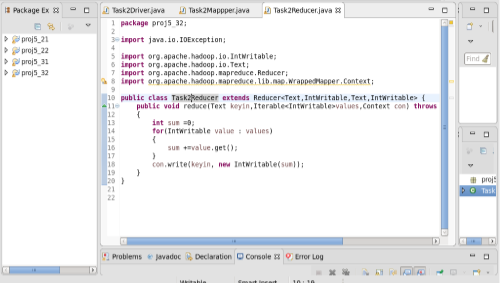 Package Ex
Task2Driver.java
Task2Mappper.java
Task2Reducer.java
proj5_21
proj5_22
proj5_31
proj5_32
1 package proj5_32;
2
3 import java.io.IOException;
4
5 import org.apache.hadoop.io.IntWritable;
6 import org.apache.hadoop.io.Text;
7 import org.apache.hadoop.mapreduce.Reducer;
8 import org.apache.hadoop.mapreduce.lib.map.WrappedMapper.Context;
9
10 public class Task2Reducer extends Reducer<Text,IntWritable,Text,IntWritable> {
11 public void reduce(Text keyin,Iterable<IntWritable>values,Context con) throws
12 {
13 int sum =0;
14 for(IntWritable value : values)
15 {
16 sum +=value.get();
17 }
18 con.write(keyin, new IntWritable(sum));
19 }
20 }
21
22
Find
proj5
Task
Problems
Javadoc
Declaration
Console
Error Log
Writable
Smart Insert
10 : 19